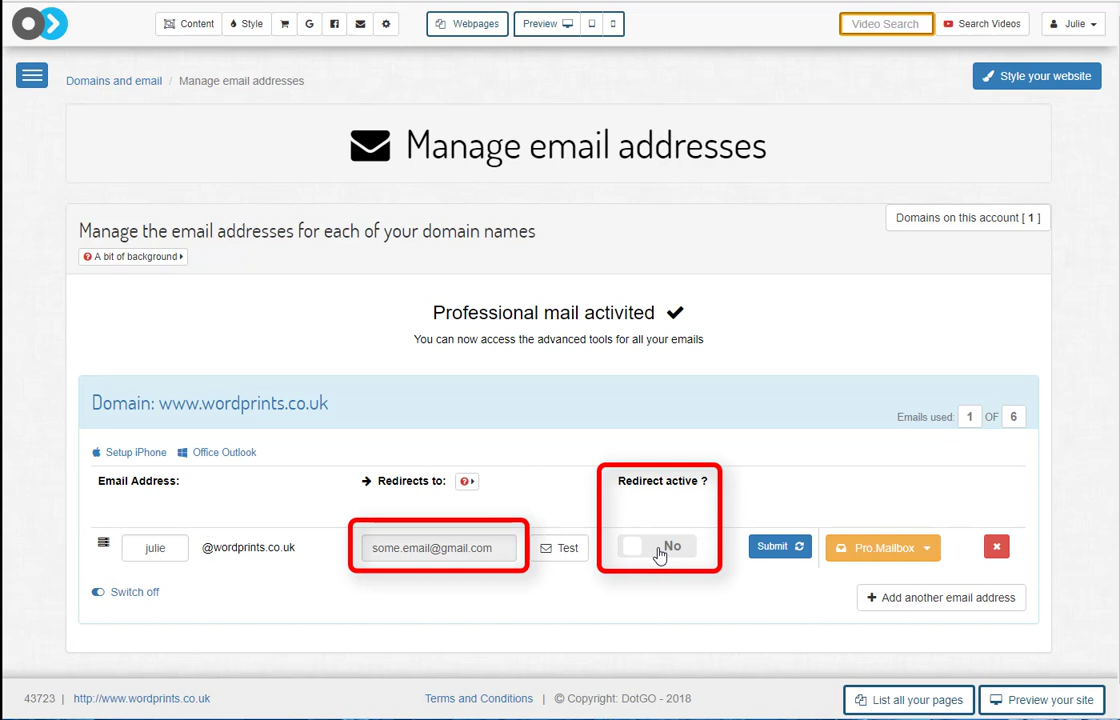 Content Style Webpages Preview Video Search Search Videos Julie
Domains and email / Manage email addresses
Style your website
Manage email addresses
Domains on this account [ 1 ]
Manage the email addresses for each of your domain names
A bit of background
Professional mail activited
You can now access the advanced tools for all your emails
Domain: www.wordprints.co.uk
Emails used: 1 OF 6
Setup iPhone Office Outlook
Email Address: Redirects to: Redirect active ?
julie @wordprints.co.uk some.email@gmail.com Test No Submit Pro.Mailbox
Switch off
Add another email address
43723 | http://www.wordprints.co.uk Terms and Conditions | © Copyright: DotGO - 2018 List all your pages Preview your site